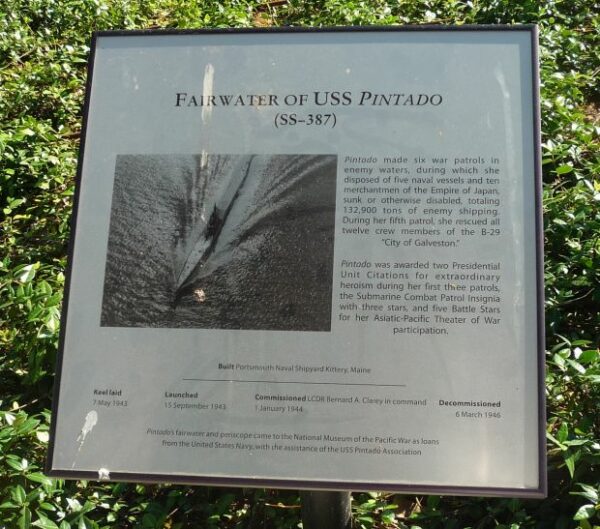 FAIRWATER OF USS PINTADO
(SS–387)
Pintado made six war patrols in
enemy waters, during which she
disposed of five naval vessels and ten
merchantmen of the Empire of Japan,
sunk or otherwise disabled, totaling
132,900 tons of enemy shipping.
During her fifth patrol, she rescued all
twelve crew members of the B-29
"City of Galveston."
Pintado was awarded two Presidential
Unit Citations for extraordinary
heroism during her first three patrols,
the Submarine Combat Patrol Insignia
with three stars, and five Battle Stars
for her Asiatic-Pacific Theater of War
participation.
Built Portsmouth Naval Shipyard Kittery, Maine
Keel laid
7 May 1943
Launched
15 September 1943
Commissioned LCDR Bernard A. Clarey in command
1 January 1944
Decommissioned
6 March 1946
Pintado's fairwater and periscope came to the National Museum of the Pacific War as loans
from the United States Navy, with the assistance of the USS Pintado Association